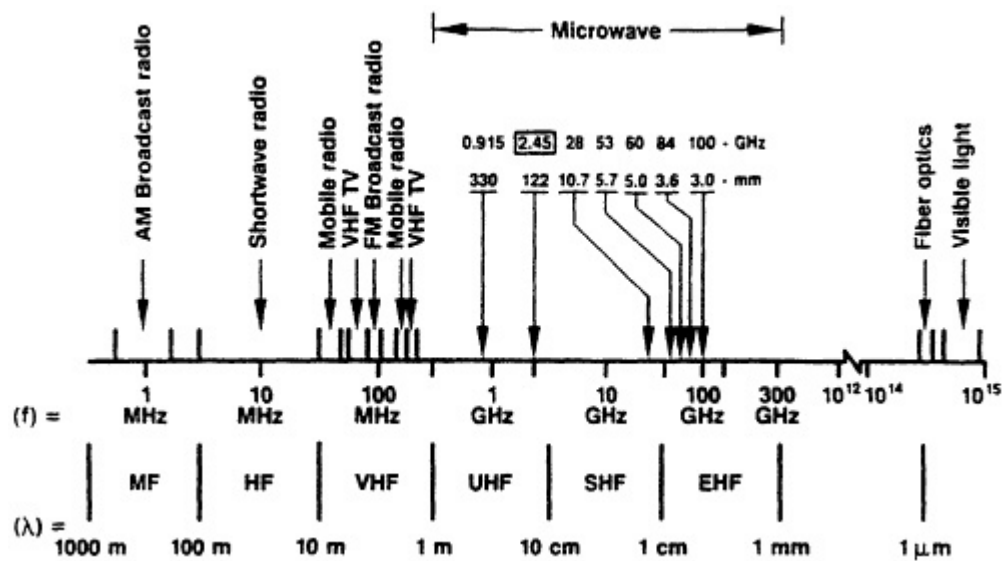 Microwave
AM Broadcast radio
Shortwave radio
Mobile radio
VHF TV
FM Broadcast radio
Mobile radio
VHF TV
Fiber optics
Visible light
0.915 2.45 28 53 60 84 100 - GHz
330 122 10.7 5.7 5.0 3.6 3.0 - mm
1 10 100 1 10 100 300 10¹² 10¹⁴ 10¹⁵
(f) = MHz MHz MHz GHz GHz GHz GHz
MF HF VHF UHF SHF EHF
(λ) =
1000 m 100 m 10 m 1 m 10 cm 1 cm 1 mm 1 μm